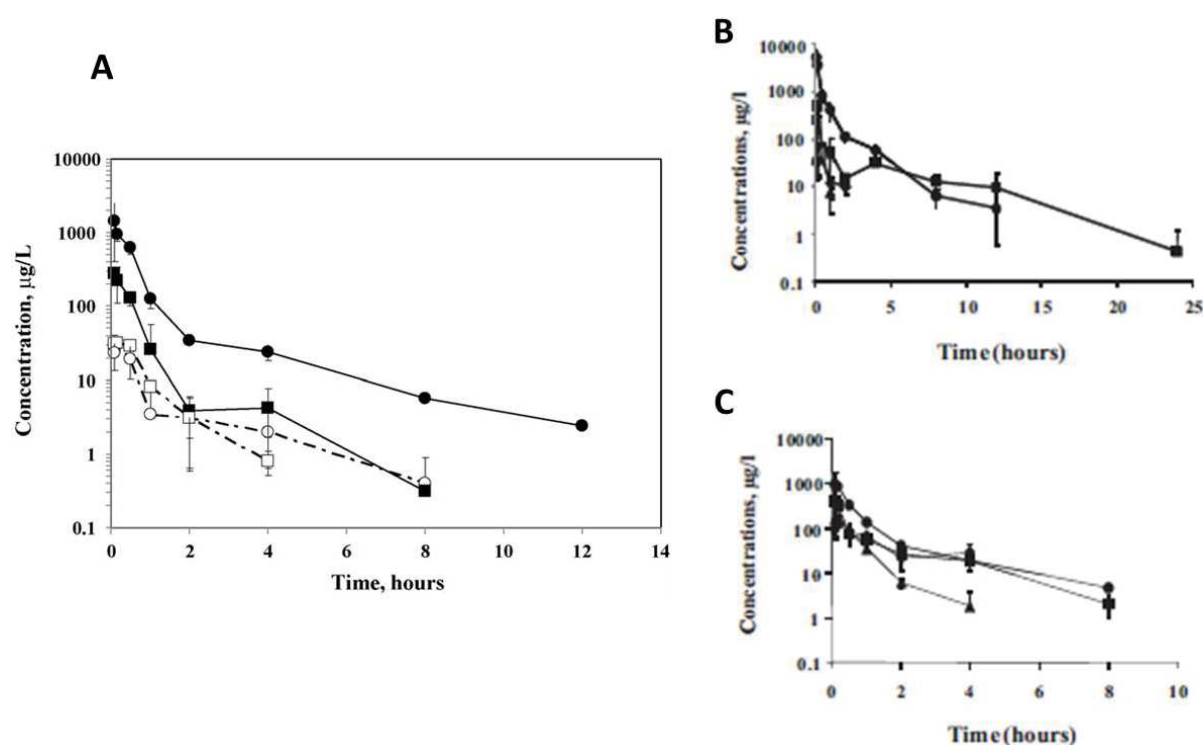 A
10000
1000
100
10
1
0.1
Concentration, µg/L
0 2 4 6 8 10 12 14
Time, hours
B
10000
1000
100
10
1
0.1
Concentrations, µg/l
0 5 10 15 20 25
Time (hours)
C
10000
1000
100
10
1
0.1
Concentrations, µg/l
0 2 4 6 8 10
Time (hours)